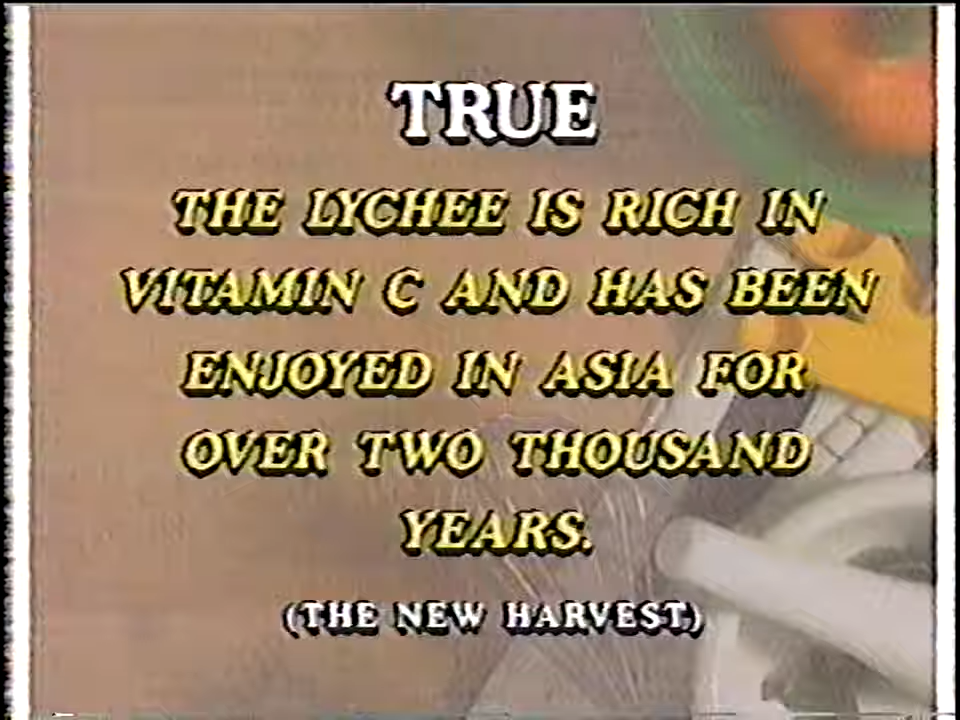 TRUE
THE LYCHEE IS RICH IN
VITAMIN C AND HAS BEEN
ENJOYED IN ASIA FOR
OVER TWO THOUSAND
YEARS.
(THE NEW HARVEST)